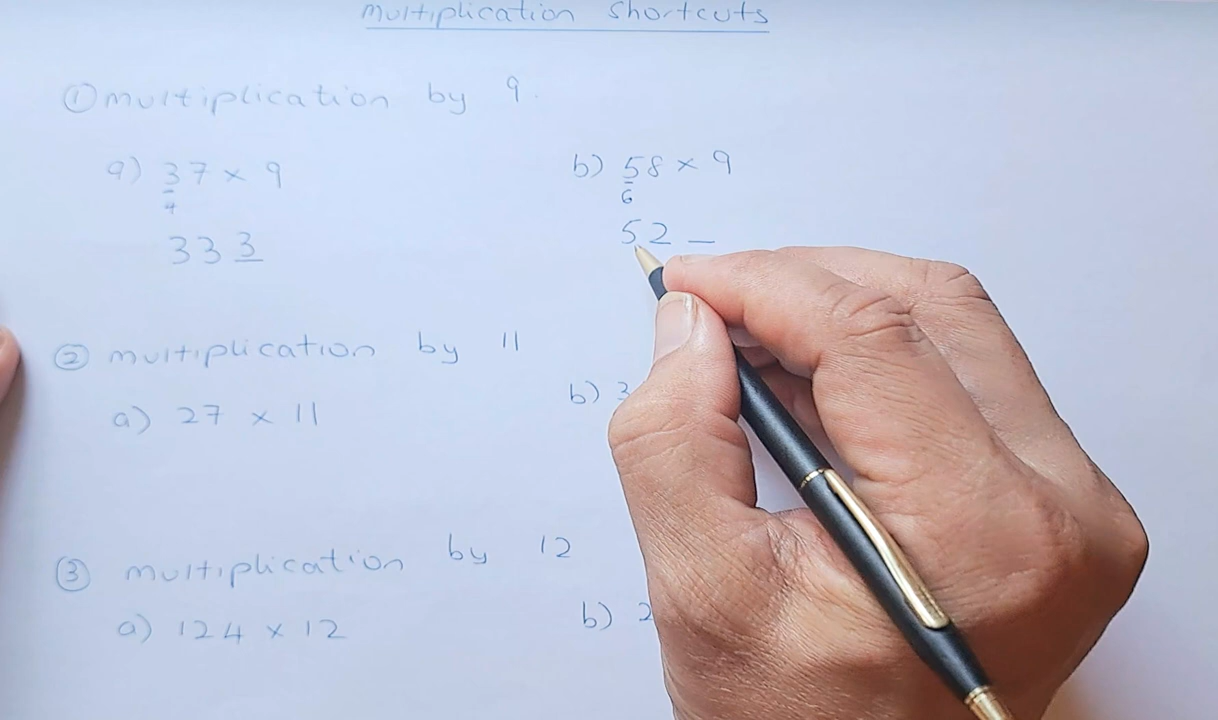 multiplication shortcuts
① multiplication by 9.
a) 37 × 9
4
333
b) 58 × 9
6
52_
② multiplication by 11
a) 27 × 11
b) 3
③ multiplication by 12
a) 124 × 12
b) 2